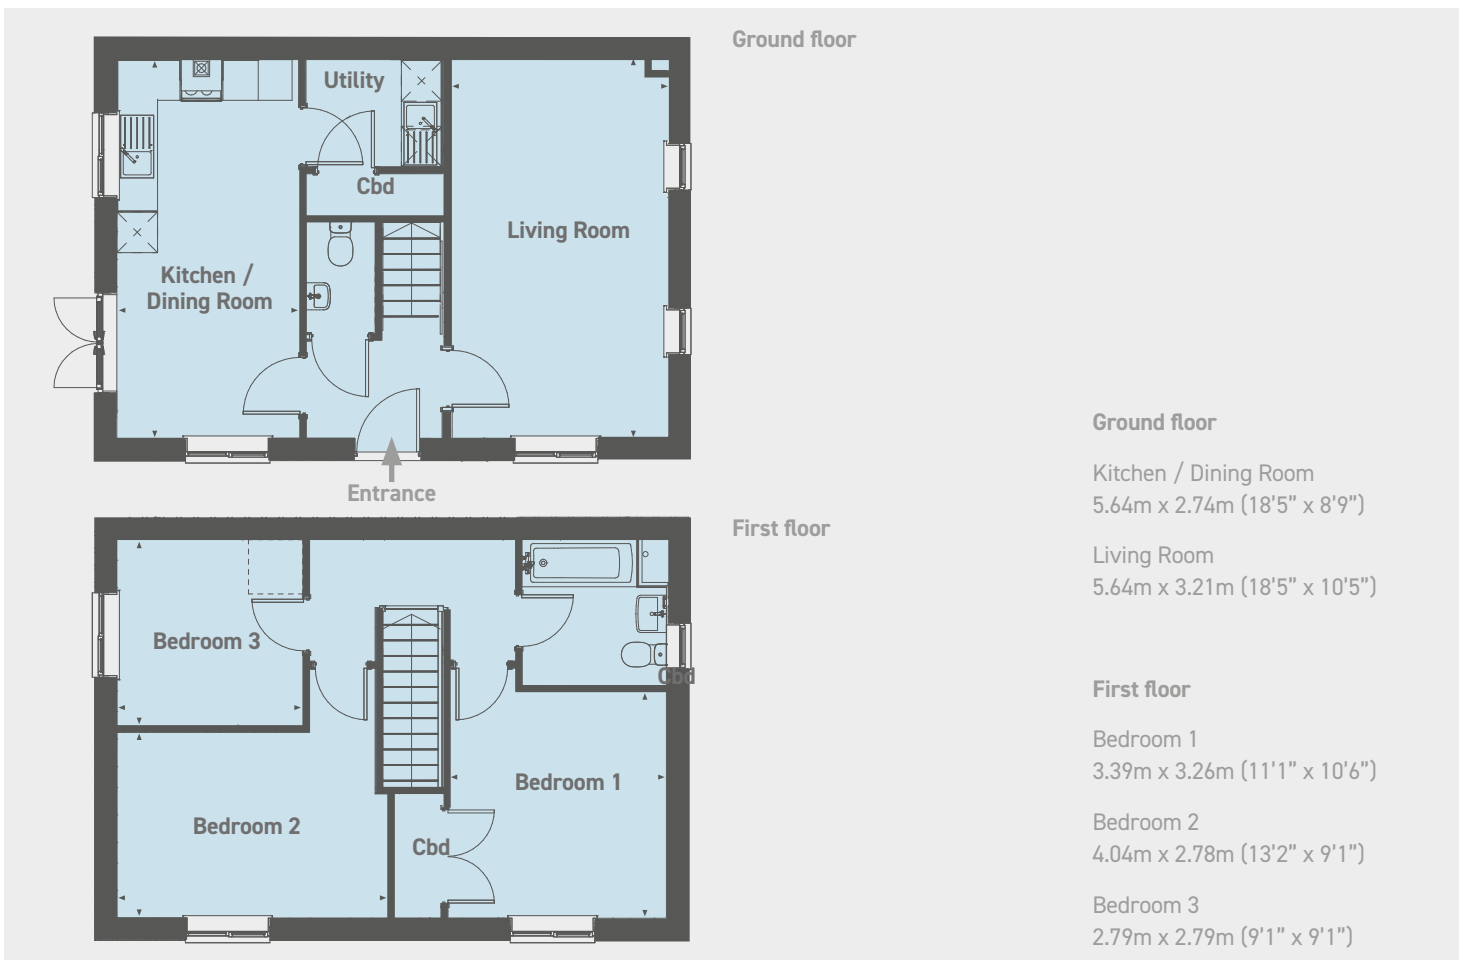 Ground floor
Utility
Cbd
Living Room
Kitchen /
Dining Room
Entrance
First floor
Bedroom 3
Cbd
Bedroom 1
Bedroom 2
Cbd
Ground floor
Kitchen / Dining Room
5.64m x 2.74m (18’5” x 8’9”)
Living Room
5.64m x 3.21m (18’5” x 10’5”)
First floor
Bedroom 1
3.39m x 3.26m (11’1” x 10’6”)
Bedroom 2
4.04m x 2.78m (13’2” x 9’1”)
Bedroom 3
2.79m x 2.79m (9’1” x 9’1”)